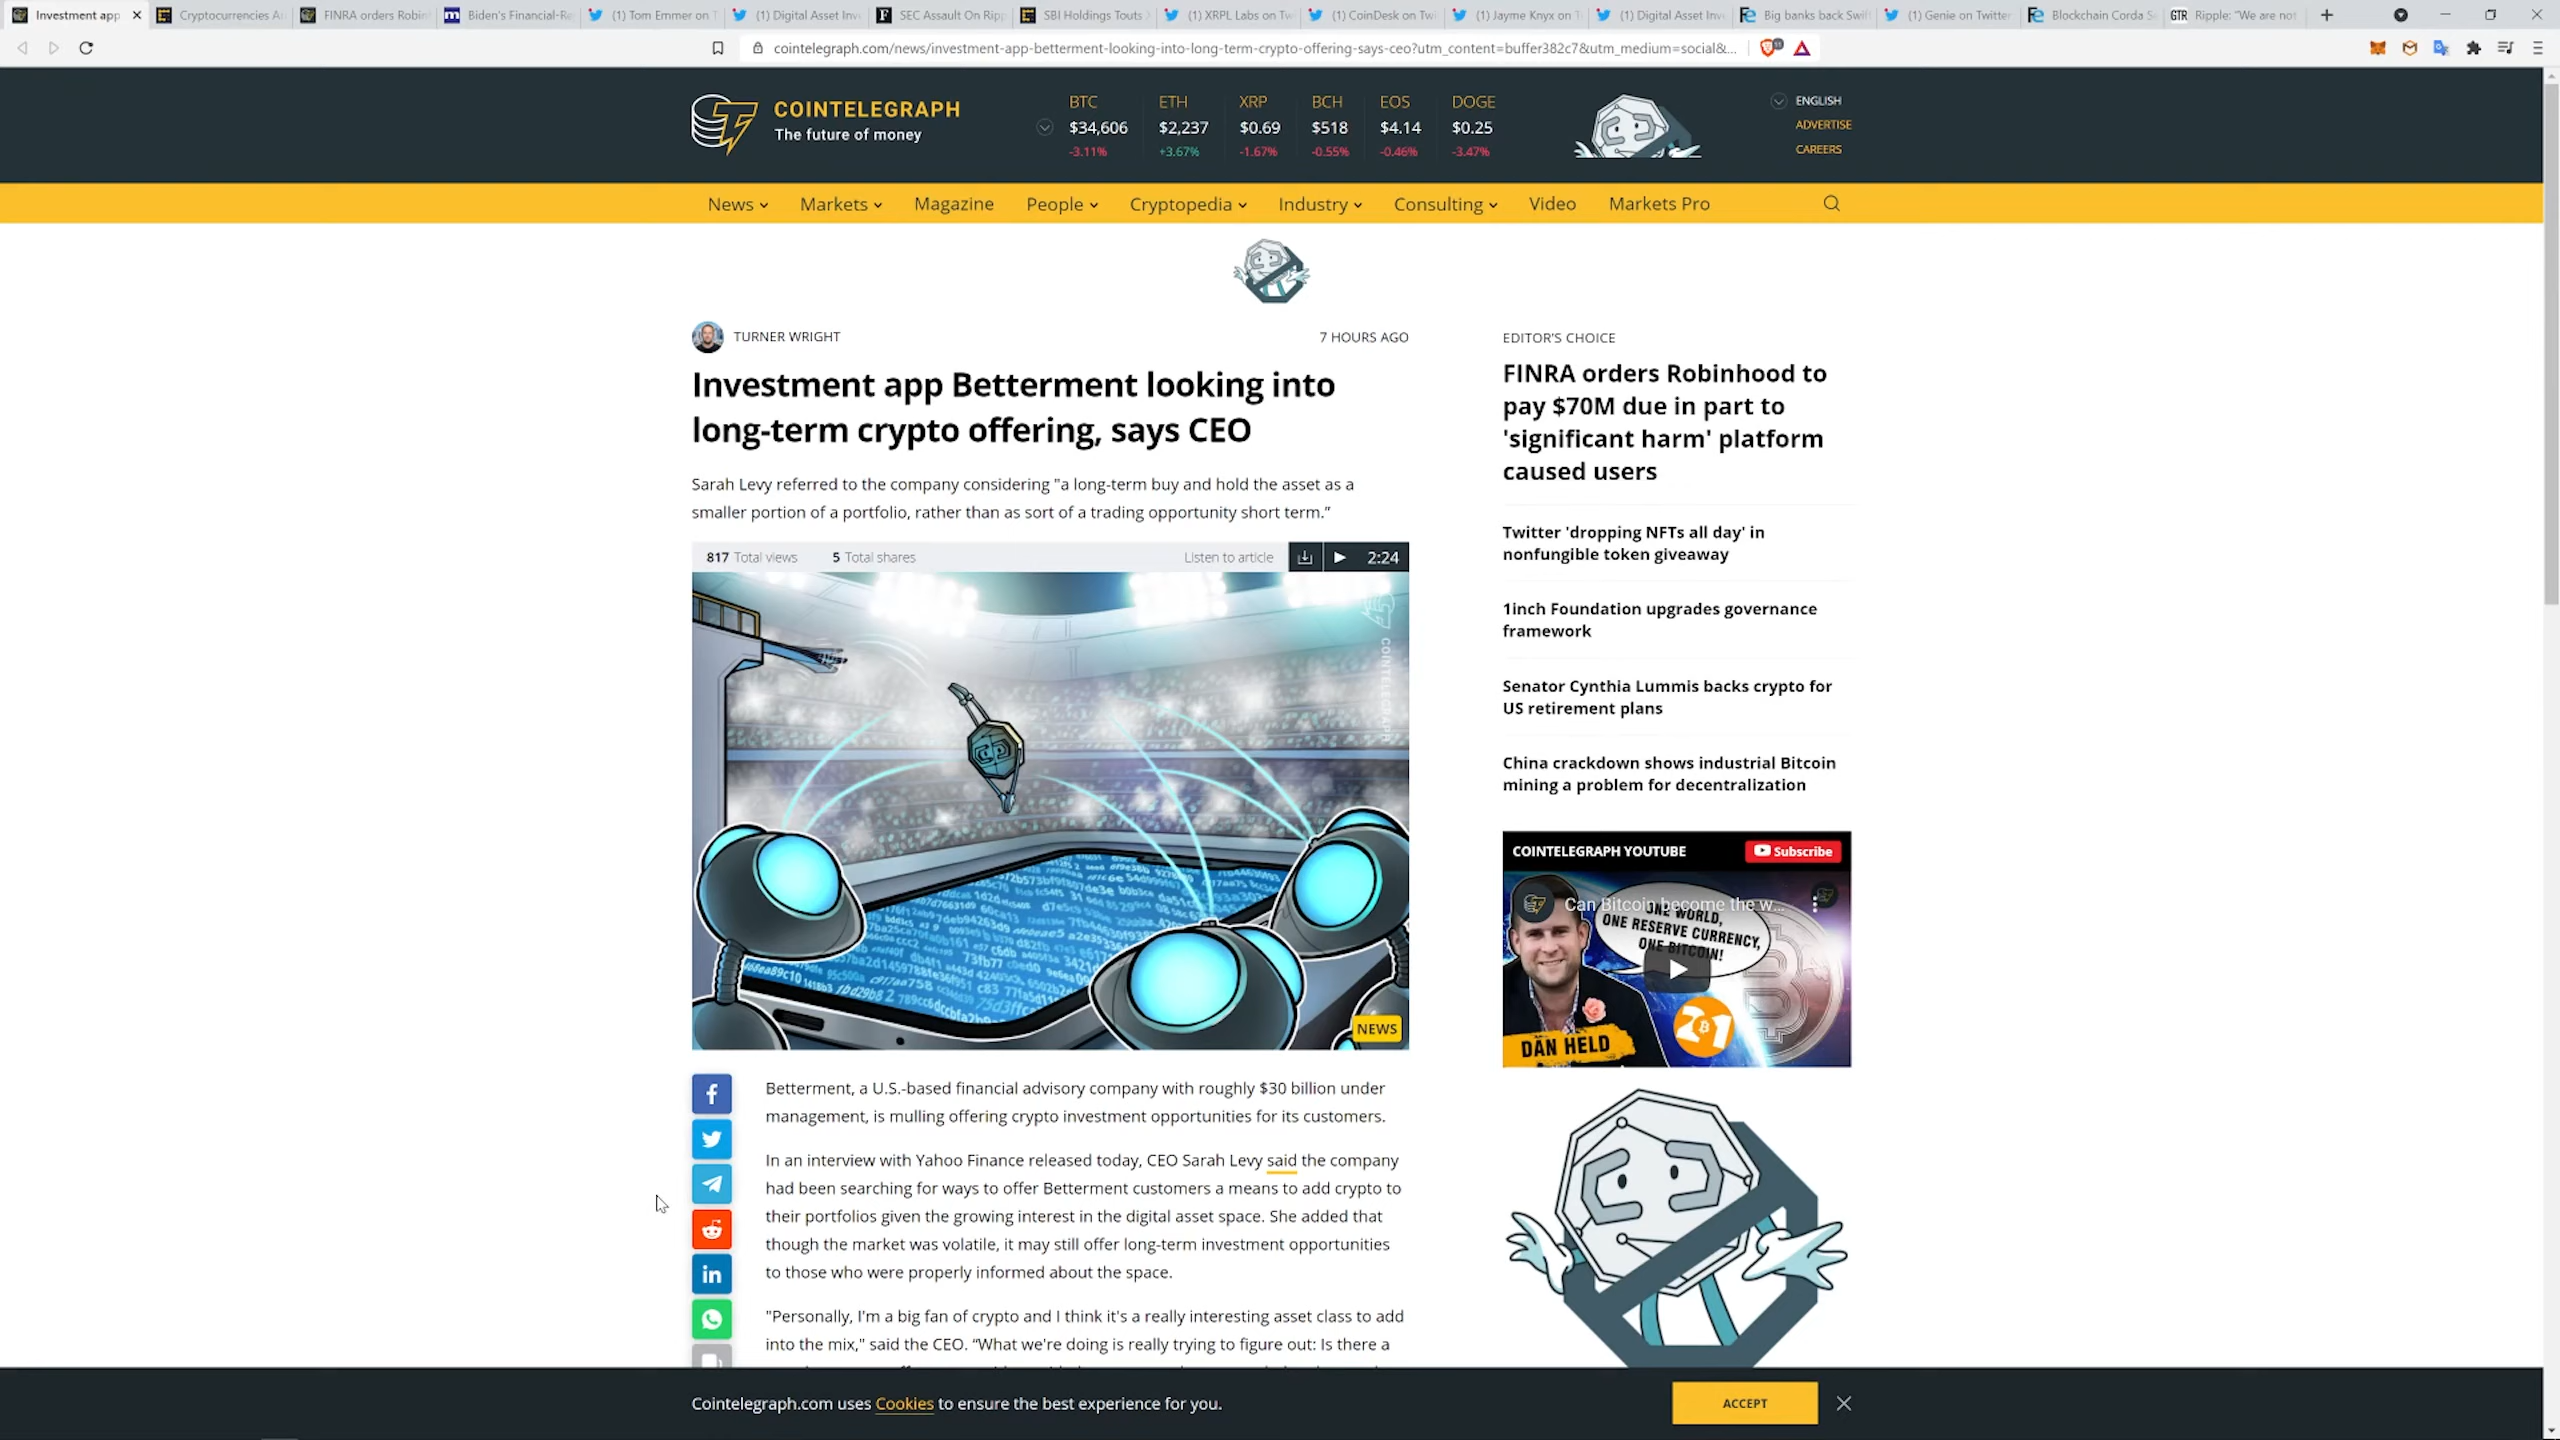 Investment app
Cryptocurrencies A
FINRA orders Robin
Biden's Financial-Re
(1) Tom Emmer on T
(1) Digital Asset Inve
SEC Assault On Ripp
SBI Holdings Touts X
(1) XRPL Labs on Tw
(1) CoinDesk on Twi
(1) Jayme Knyx on T
(1) Digital Asset Inve
Big banks back Swif
(1) Genie on Twitter
Blockchain Corda Se
GTR Ripple: "We are not
cointelegraph.com/news/investment-app-betterment-looking-into-long-term-crypto-offering-says-ceo?utm_content=buffer382c7&utm_medium=social&...
COINTELEGRAPH
The future of money
BTC ETH XRP BCH EOS DOGE
$34,606 $2,237 $0.69 $518 $4.14 $0.25
-3.11% +3.67% -1.67% -0.55% -0.46% -3.47%
ENGLISH
ADVERTISE
CAREERS
News Markets Magazine People Cryptopedia Industry Consulting Video Markets Pro
TURNER WRIGHT 7 HOURS AGO
Investment app Betterment looking into
long-term crypto offering, says CEO
Sarah Levy referred to the company considering "a long-term buy and hold the asset as a
smaller portion of a portfolio, rather than as sort of a trading opportunity short term."
817 Total views 5 Total shares Listen to article 2:24
COINTELEGRAPH
NEWS
Betterment, a U.S.-based financial advisory company with roughly $30 billion under
management, is mulling offering crypto investment opportunities for its customers.
In an interview with Yahoo Finance released today, CEO Sarah Levy said the company
had been searching for ways to offer Betterment customers a means to add crypto to
their portfolios given the growing interest in the digital asset space. She added that
though the market was volatile, it may still offer long-term investment opportunities
to those who were properly informed about the space.
"Personally, I'm a big fan of crypto and I think it's a really interesting asset class to add
into the mix," said the CEO. "What we're doing is really trying to figure out: Is there a
EDITOR'S CHOICE
FINRA orders Robinhood to
pay $70M due in part to
'significant harm' platform
caused users
Twitter 'dropping NFTs all day' in
nonfungible token giveaway
1inch Foundation upgrades governance
framework
Senator Cynthia Lummis backs crypto for
US retirement plans
China crackdown shows industrial Bitcoin
mining a problem for decentralization
COINTELEGRAPH YOUTUBE Subscribe
Can Bitcoin become the w...
ONE WORLD,
ONE RESERVE CURRENCY,
ONE BITCOIN!
DAN HELD
21
Cointelegraph.com uses Cookies to ensure the best experience for you.
ACCEPT